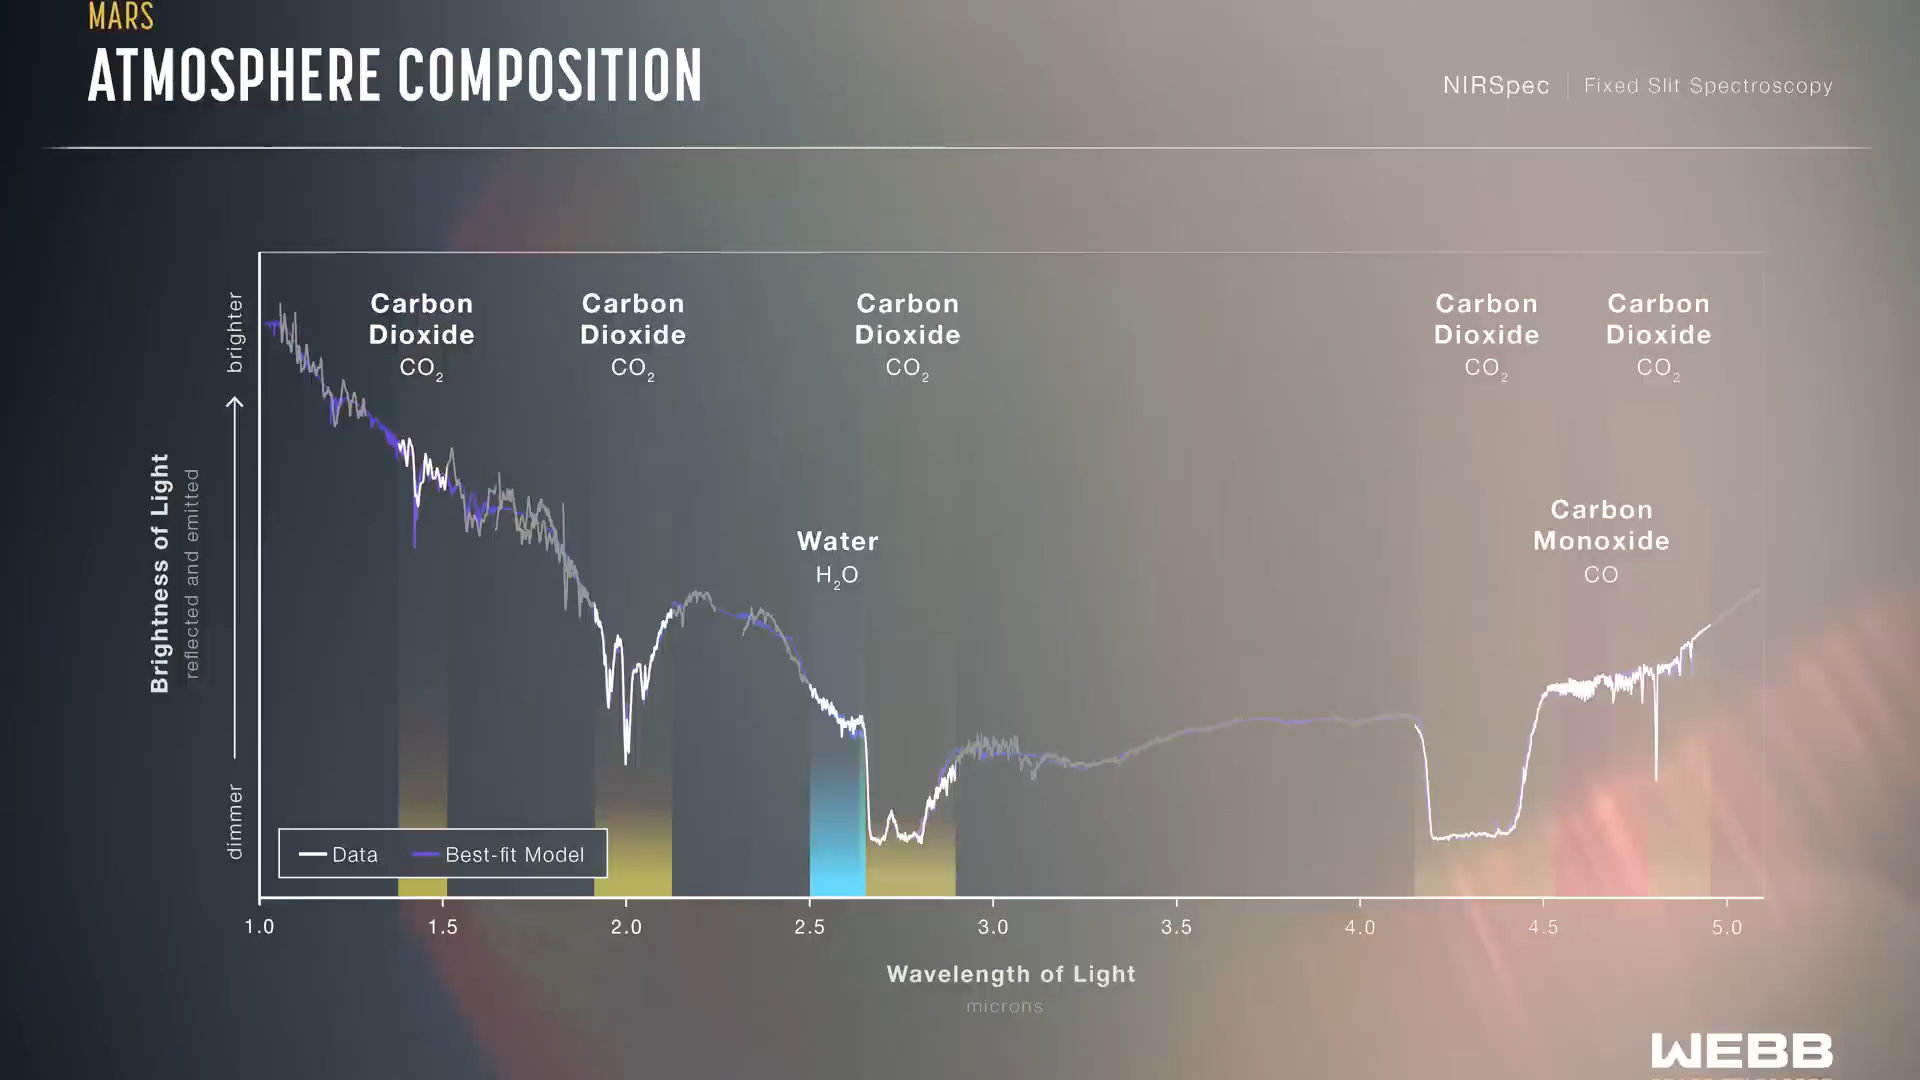 MARS
ATMOSPHERE COMPOSITION
NIRSpec | Fixed Slit Spectroscopy
Carbon Dioxide CO₂
Carbon Dioxide CO₂
Carbon Dioxide CO₂
Carbon Dioxide CO₂
Carbon Dioxide CO₂
Water H₂O
Carbon Monoxide CO
brighter
Brightness of Light
reflected and emitted
dimmer
Data
Best-fit Model
1.0 1.5 2.0 2.5 3.0 3.5 4.0 4.5 5.0
Wavelength of Light
microns
WEBB